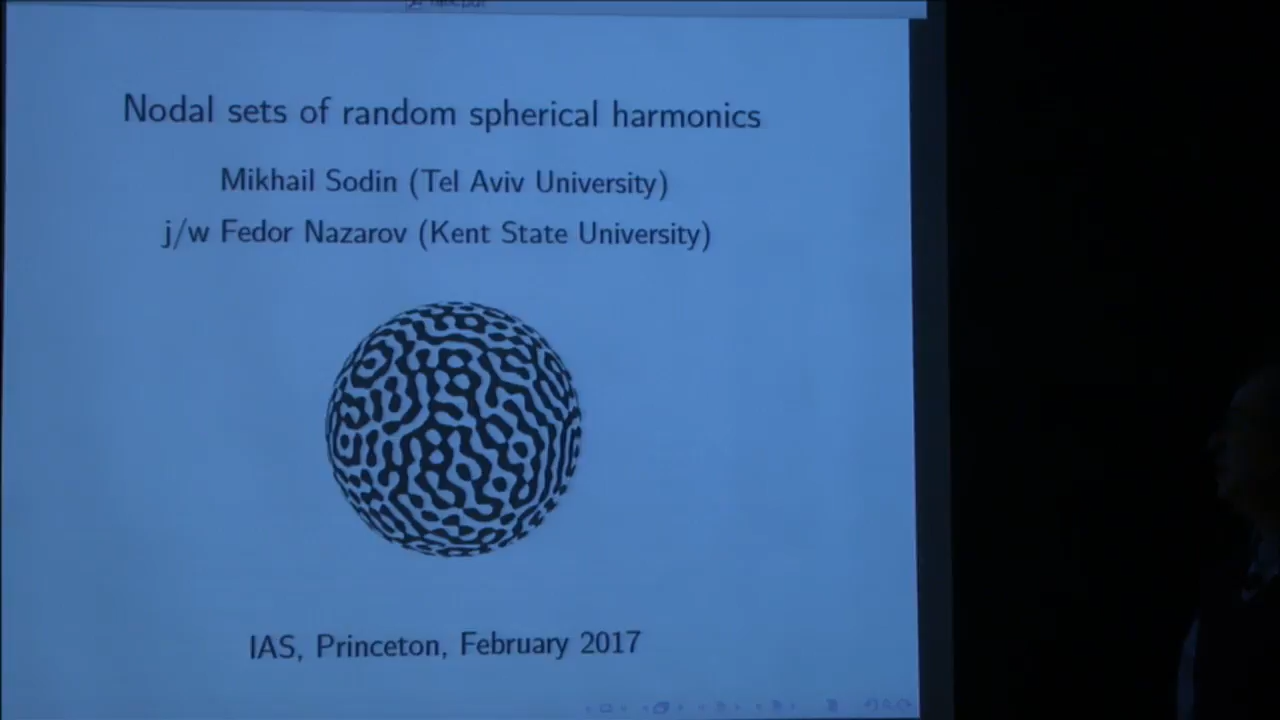 Nodal sets of random spherical harmonics
Mikhail Sodin (Tel Aviv University)
j/w Fedor Nazarov (Kent State University)
IAS, Princeton, February 2017